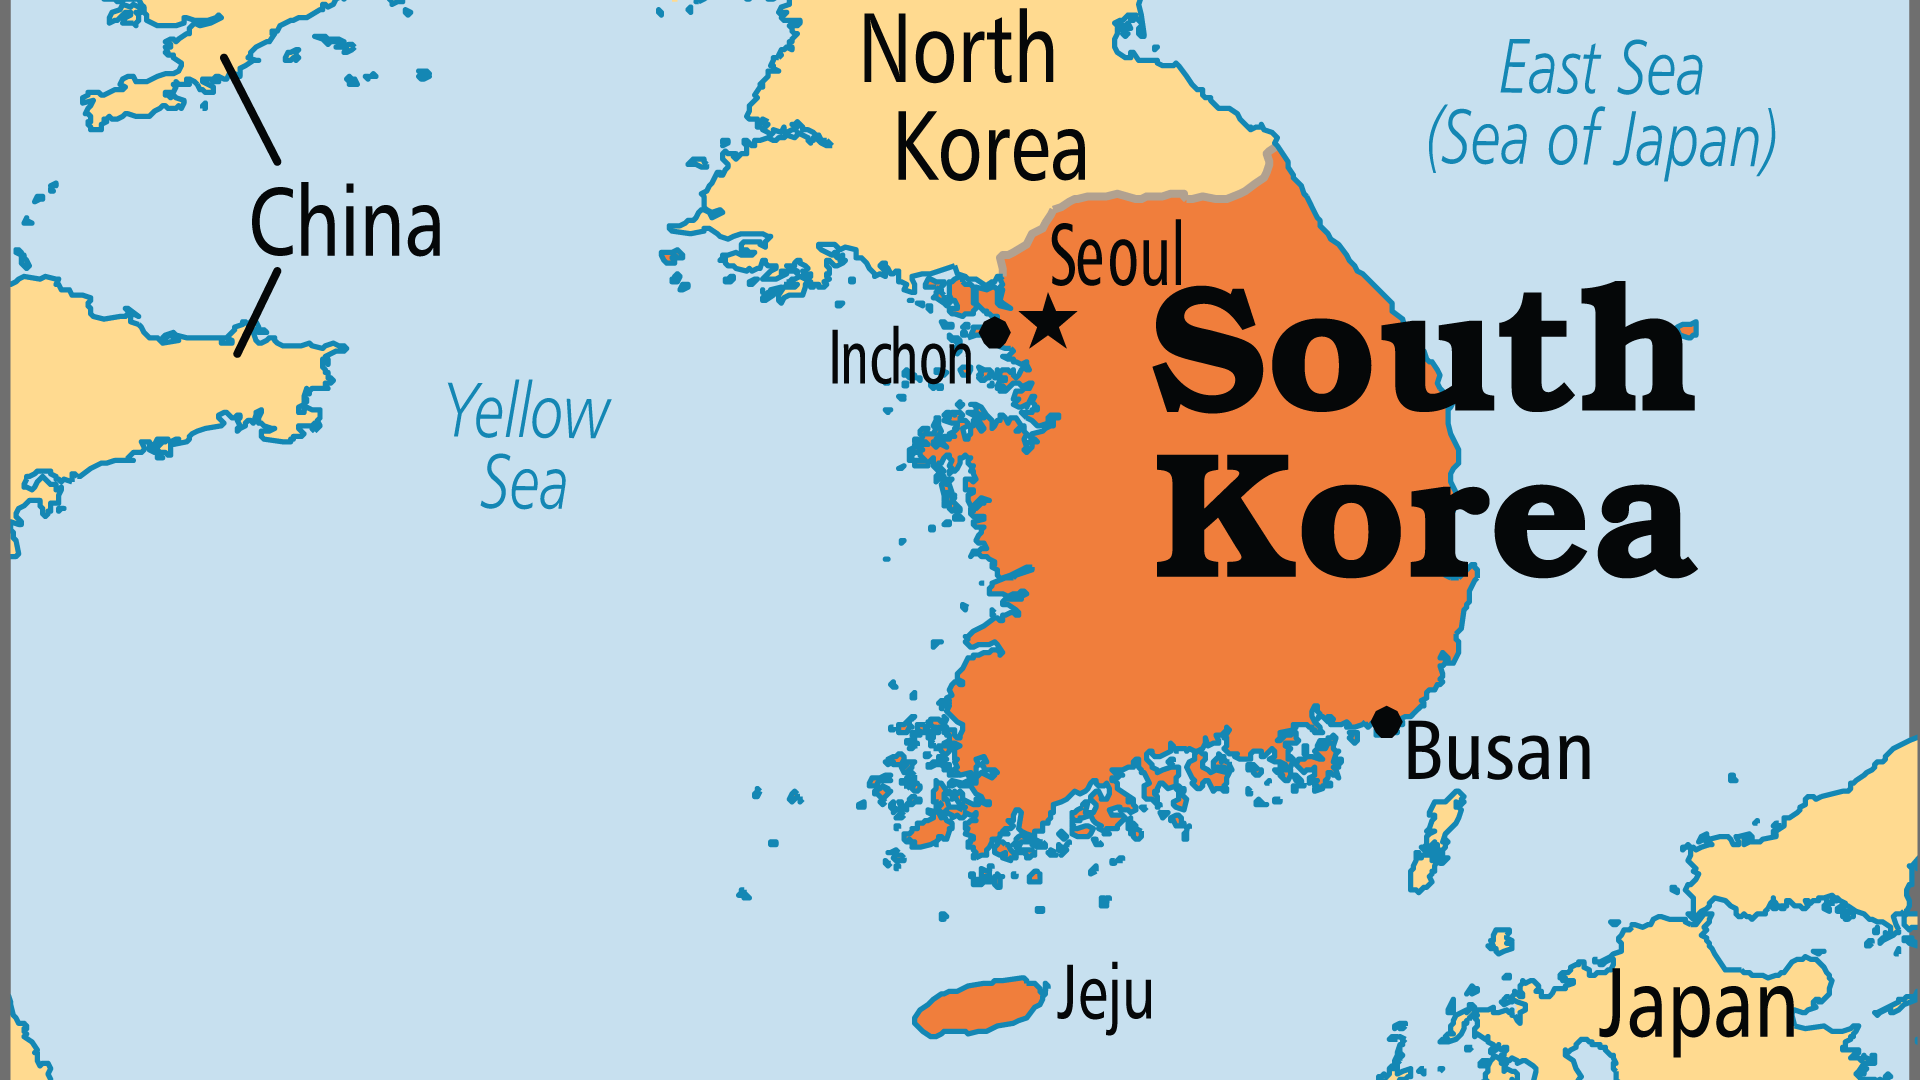 North
Korea
East Sea
(Sea of Japan)
China
Seoul
Inchon
South
Korea
Yellow
Sea
Busan
Jeju
Japan